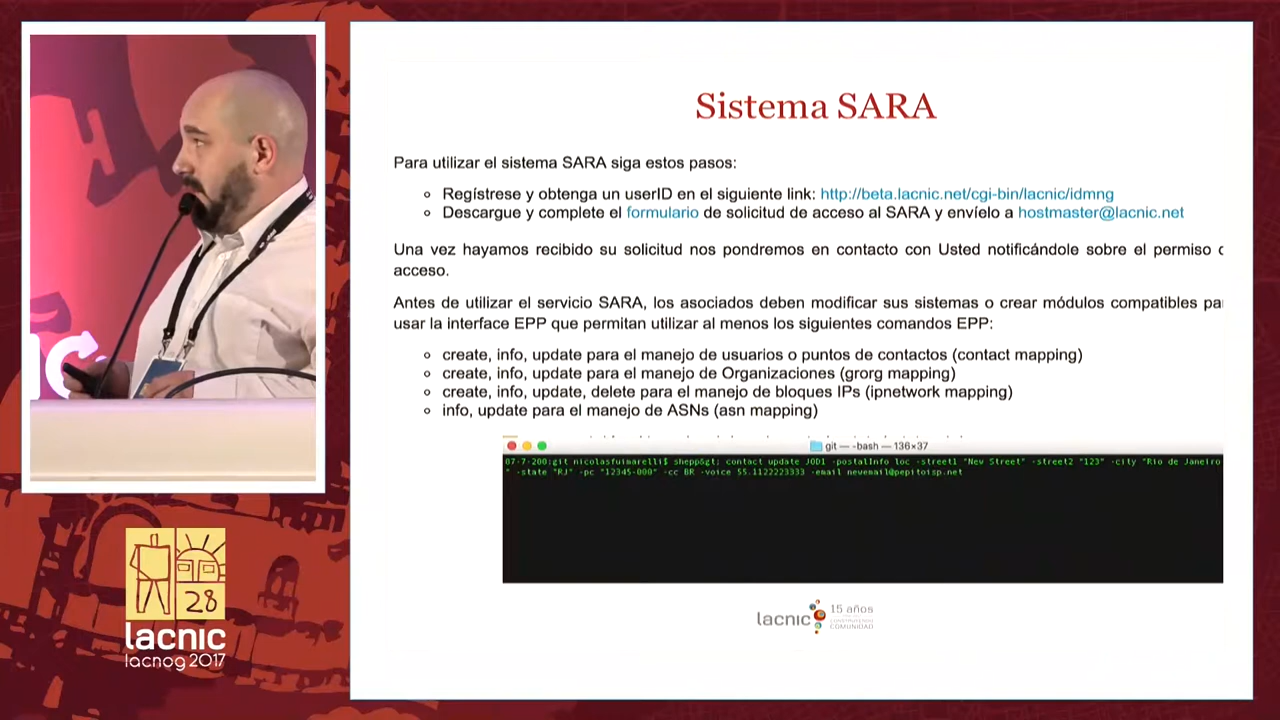 Sistema SARA
Para utilizar el sistema SARA siga estos pasos:
Regístrese y obtenga un userID en el siguiente link: http://beta.lacnic.net/cgi-bin/lacnic/idmng
Descargue y complete el formulario de solicitud de acceso al SARA y envíelo a hostmaster@lacnic.net
Una vez hayamos recibido su solicitud nos pondremos en contacto con Usted notificándole sobre el permiso
acceso.
Antes de utilizar el servicio SARA, los asociados deben modificar sus sistemas o crear módulos compatibles pa
usar la interface EPP que permitan utilizar al menos los siguientes comandos EPP:
create, info, update para el manejo de usuarios o puntos de contactos (contact mapping)
create, info, update para el manejo de Organizaciones (grorg mapping)
create, info, update, delete para el manejo de bloques IPs (ipnetwork mapping)
info, update para el manejo de ASNs (asn mapping)
git — -bash — 136×37
87-7-200:git nicolasfiumarelli$ shepp&gt; contact update JOD1 -postalInfo loc -street1 "New Street" -street2 "123" -city "Rio de Janeiro
" -state "RJ" -pc "12345-000" -cc BR -voice 55.1122223333 -email newemail@pepitoisp.net
lacnic 15 años
COMUNIDAD
28
lacnic
lacnog 2017